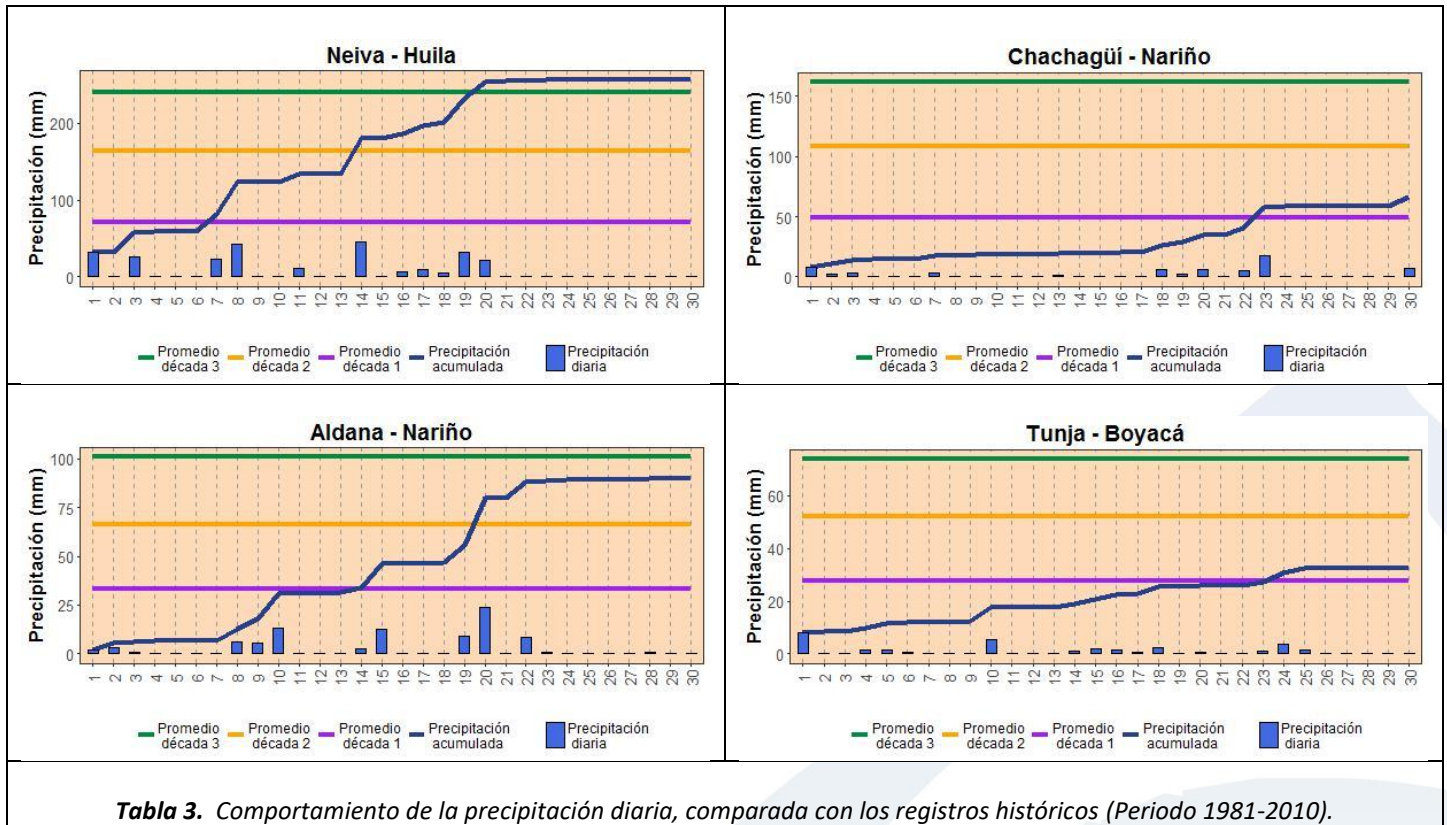 Neiva - Huila
Precipitación (mm)
200
100
0
1 2 3 4 5 6 7 8 9 10 11 12 13 14 15 16 17 18 19 20 21 22 23 24 25 26 27 28 29 30
Promedio década 3 Promedio década 2 Promedio década 1 Precipitación acumulada Precipitación diaria
Chachagüí - Nariño
Precipitación (mm)
150
100
50
0
1 2 3 4 5 6 7 8 9 10 11 12 13 14 15 16 17 18 19 20 21 22 23 24 25 26 27 28 29 30
Promedio década 3 Promedio década 2 Promedio década 1 Precipitación acumulada Precipitación diaria
Aldana - Nariño
Precipitación (mm)
100
75
50
25
0
1 2 3 4 5 6 7 8 9 10 11 12 13 14 15 16 17 18 19 20 21 22 23 24 25 26 27 28 29 30
Promedio década 3 Promedio década 2 Promedio década 1 Precipitación acumulada Precipitación diaria
Tunja - Boyacá
Precipitación (mm)
60
40
20
0
1 2 3 4 5 6 7 8 9 10 11 12 13 14 15 16 17 18 19 20 21 22 23 24 25 26 27 28 29 30
Promedio década 3 Promedio década 2 Promedio década 1 Precipitación acumulada Precipitación diaria
Tabla 3. Comportamiento de la precipitación diaria, comparada con los registros históricos (Periodo 1981-2010).